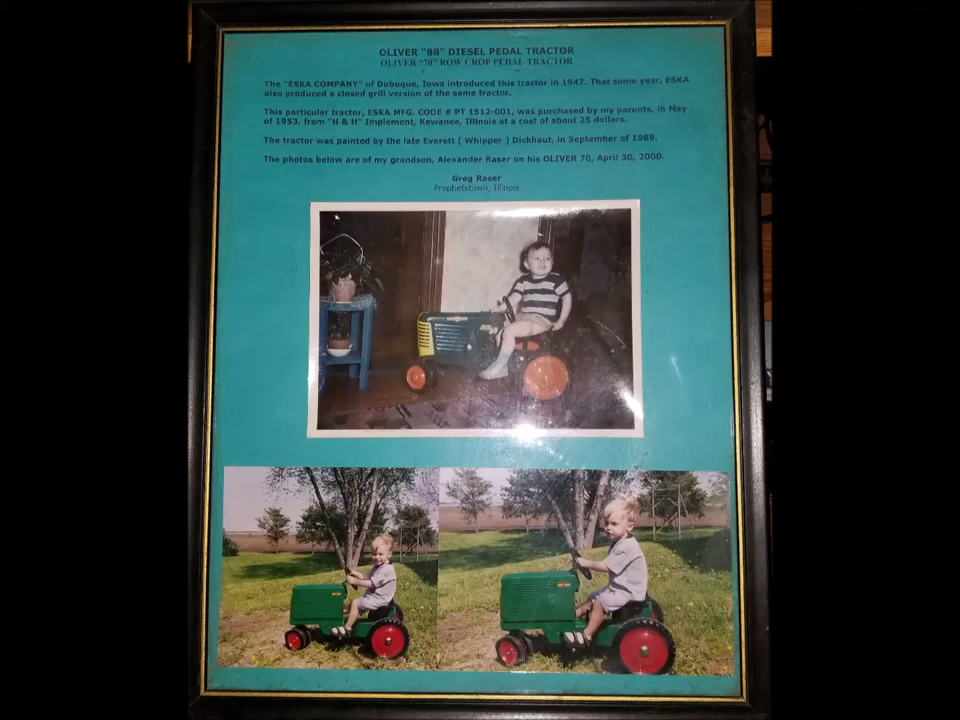 OLIVER "88" DIESEL PEDAL TRACTOR
OLIVER "70" ROW CROP PEDAL TRACTOR
The "ESKA COMPANY" of Dubuque, Iowa introduced this tractor in 1947. That same year, ESKA
also produced a closed grill version of the same tractor.
This particular tractor, ESKA MFG. CODE # PT 1512-001, was purchased by my parents, in May
of 1953, from "H & H" Implement, Kewanee, Illinois at a cost of about 25 dollars.
The tractor was painted by the late Everett ( Whipper ) Dickhaut, in September of 1989.
The photos below are of my grandson, Alexander Raser on his OLIVER 70, April 30, 2000.
Greg Raser
Prophetstown, Illinois